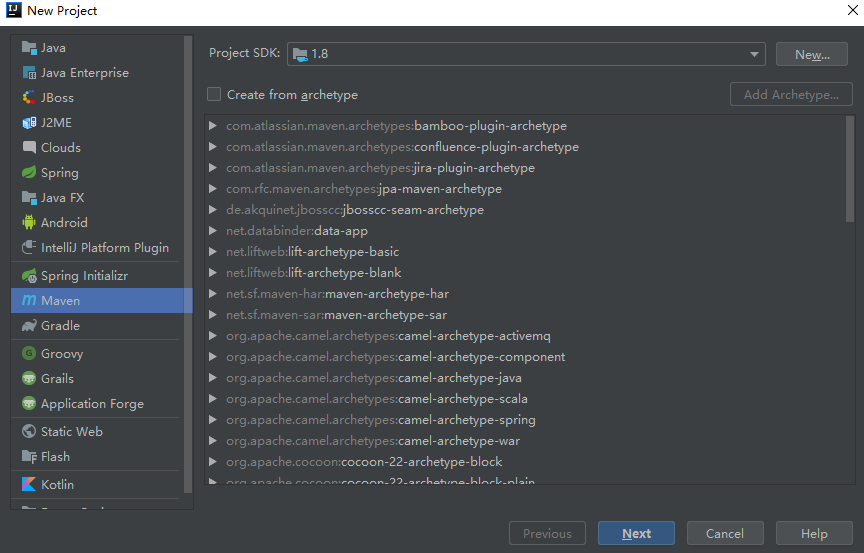 New Project
Java
Java Enterprise
JBoss
J2ME
Clouds
Spring
Java FX
Android
IntelliJ Platform Plugin
Spring Initializr
Maven
Gradle
Groovy
Grails
Application Forge
Static Web
Flash
Kotlin
Project SDK: 1.8 New...
Create from archetype Add Archetype...
com.atlassian.maven.archetypes:bamboo-plugin-archetype
com.atlassian.maven.archetypes:confluence-plugin-archetype
com.atlassian.maven.archetypes:jira-plugin-archetype
com.rfc.maven.archetypes:jpa-maven-archetype
de.akquinet.jbosscc:jbosscc-seam-archetype
net.databinder:data-app
net.liftweb:lift-archetype-basic
net.liftweb:lift-archetype-blank
net.sf.maven-har:maven-archetype-har
net.sf.maven-sar:maven-archetype-sar
org.apache.camel.archetypes:camel-archetype-activemq
org.apache.camel.archetypes:camel-archetype-component
org.apache.camel.archetypes:camel-archetype-java
org.apache.camel.archetypes:camel-archetype-scala
org.apache.camel.archetypes:camel-archetype-spring
org.apache.camel.archetypes:camel-archetype-war
org.apache.cocoon:cocoon-22-archetype-block
org.apache.cocoon:cocoon-22-archetype-block-plain
Previous Next Cancel Help